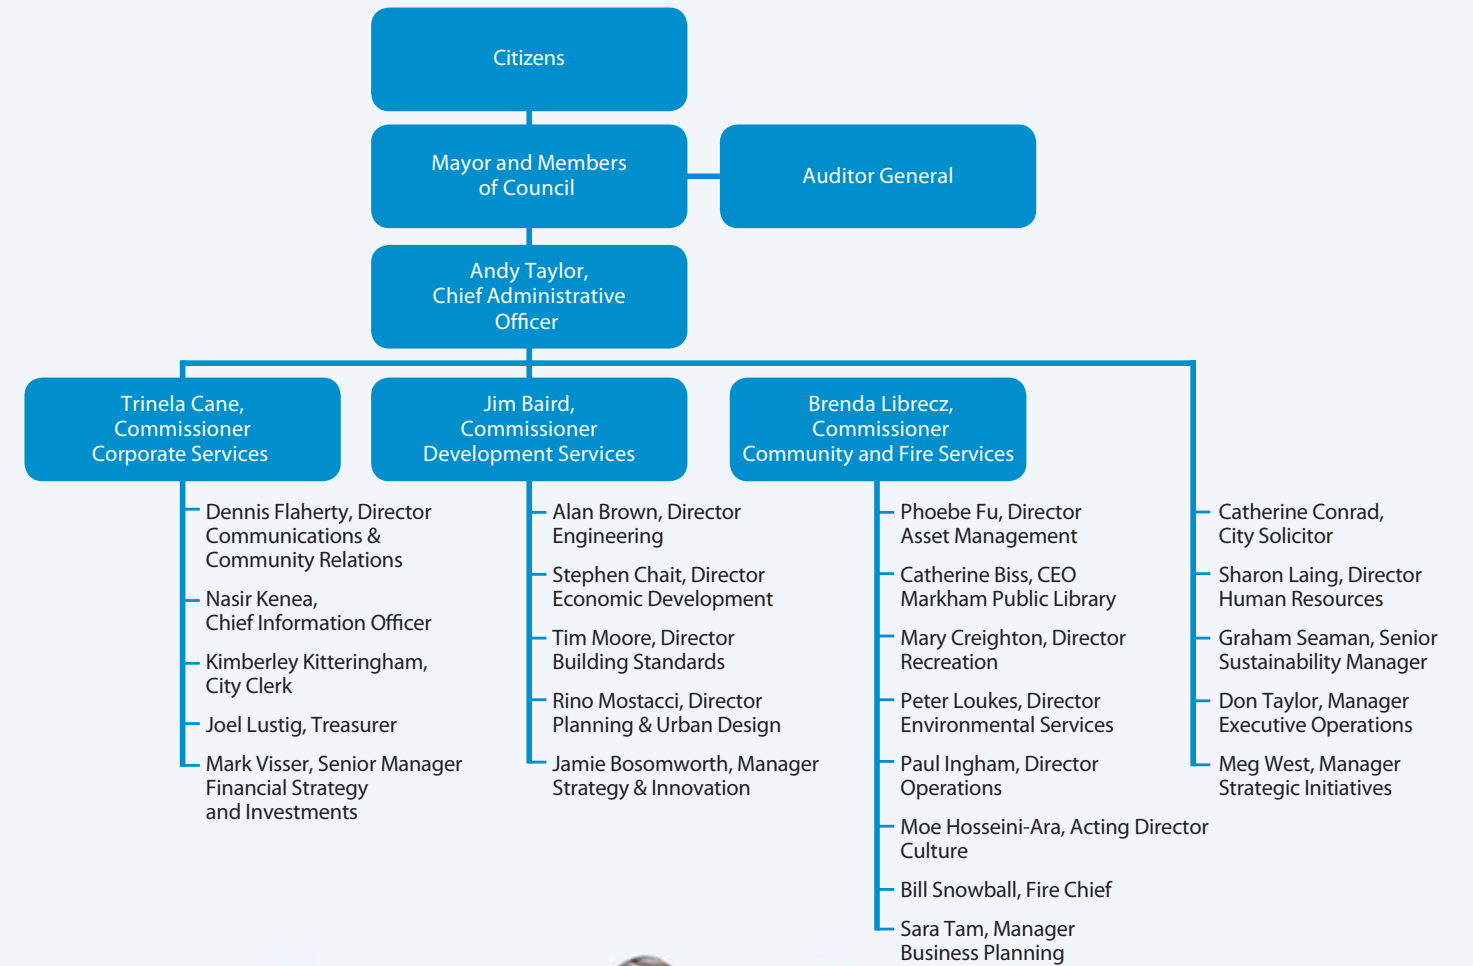 Citizens
Mayor and Members
of Council
Auditor General
Andy Taylor,
Chief Administrative
Officer
Trinela Cane,
Commissioner
Corporate Services
Jim Baird,
Commissioner
Development Services
Brenda Librecz,
Commissioner
Community and Fire Services
Dennis Flaherty, Director
Communications &
Community Relations
Nasir Kenea,
Chief Information Officer
Kimberley Kitteringham,
City Clerk
Joel Lustig, Treasurer
Mark Visser, Senior Manager
Financial Strategy
and Investments
Alan Brown, Director
Engineering
Stephen Chait, Director
Economic Development
Tim Moore, Director
Building Standards
Rino Mostacci, Director
Planning & Urban Design
Jamie Bosomworth, Manager
Strategy & Innovation
Phoebe Fu, Director
Asset Management
Catherine Biss, CEO
Markham Public Library
Mary Creighton, Director
Recreation
Peter Loukes, Director
Environmental Services
Paul Ingham, Director
Operations
Moe Hosseini-Ara, Acting Director
Culture
Bill Snowball, Fire Chief
Sara Tam, Manager
Business Planning
Catherine Conrad,
City Solicitor
Sharon Laing, Director
Human Resources
Graham Seaman, Senior
Sustainability Manager
Don Taylor, Manager
Executive Operations
Meg West, Manager
Strategic Initiatives